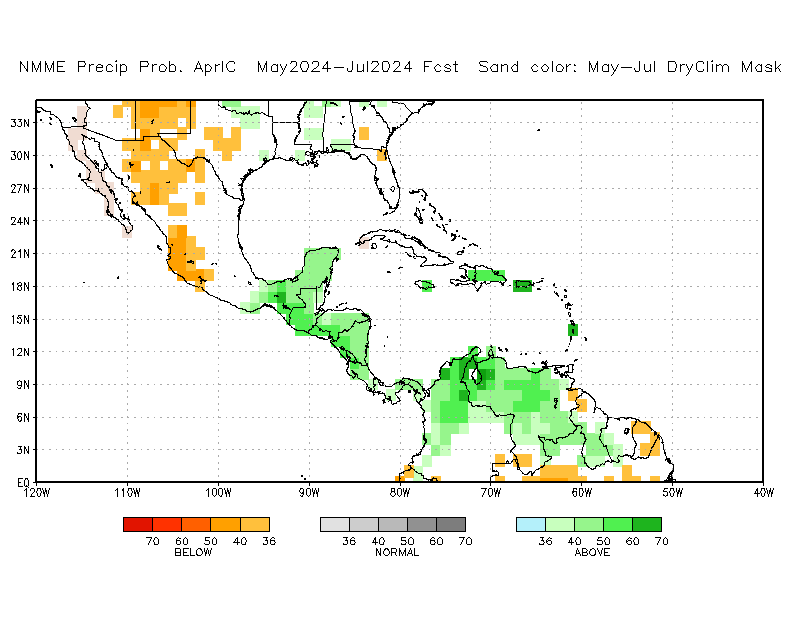 NMME Precip Prob. AprIC May2024-Jul2024 Fcst Sand color: May-Jul DryClim Mask
33N
30N
27N
24N
21N
18N
15N
12N
9N
6N
3N
EQ
120W 110W 100W 90W 80W 70W 60W 50W 40W
70 60 50 40 36 36 40 50 60 70 36 40 50 60 70
BELOW NORMAL ABOVE